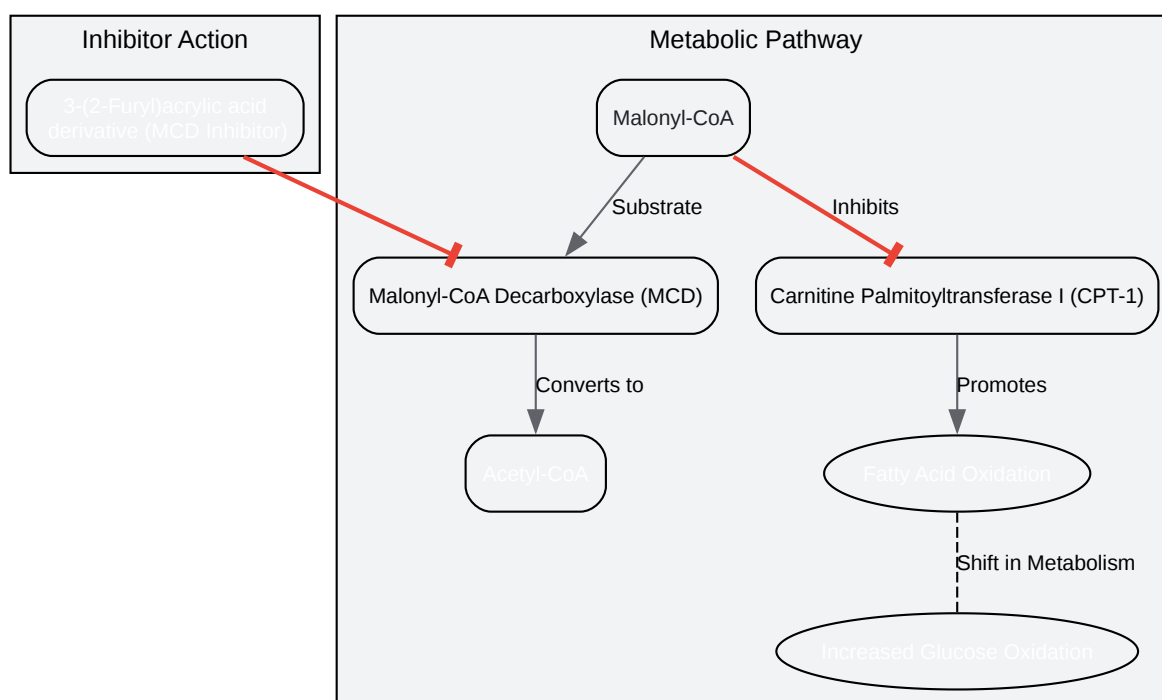 Inhibitor Action
3-(2-Furyl)acrylic acid
derivative (MCD Inhibitor)
Metabolic Pathway
Malonyl-CoA
Substrate
Inhibits
Malonyl-CoA Decarboxylase (MCD)
Carnitine Palmitoyltransferase I (CPT-1)
Converts to
Promotes
Acetyl-CoA
Fatty Acid Oxidation
Shift in Metabolism
Increased Glucose Oxidation